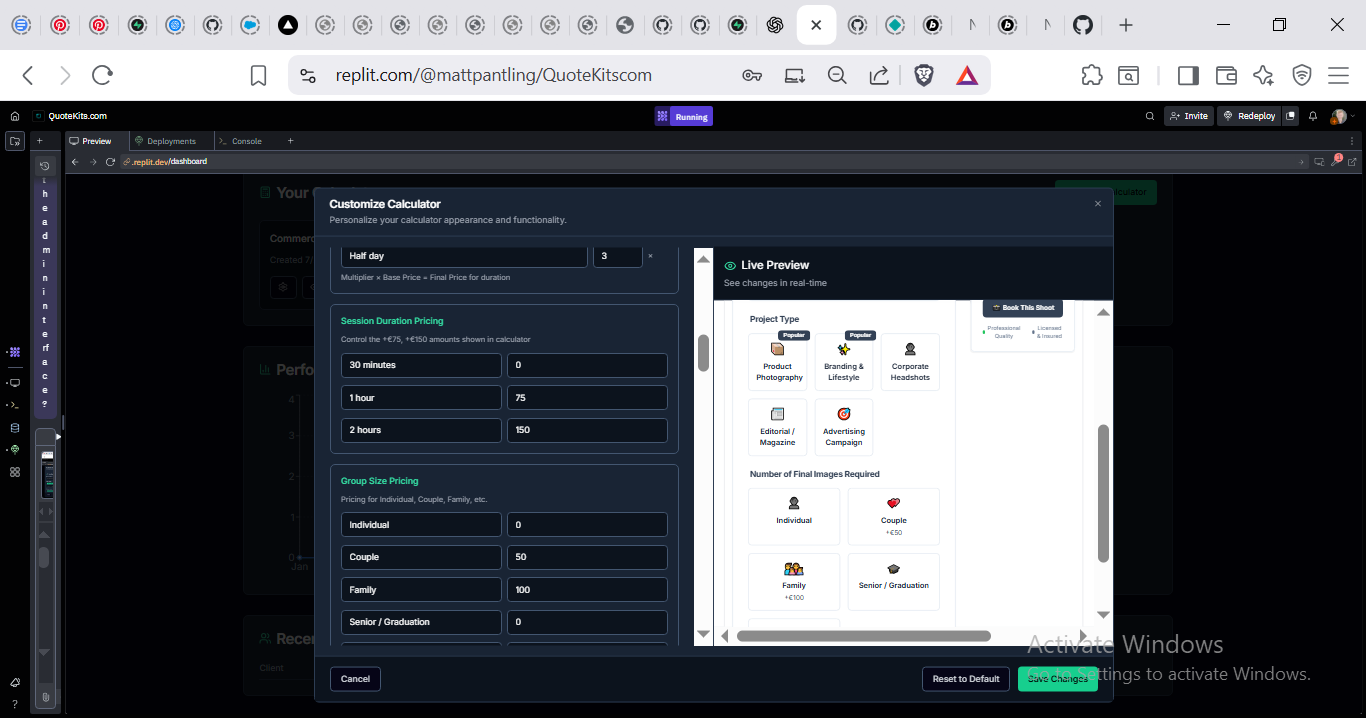 replit.com/@mattpantling/QuoteKitscom
QuoteKits.com
Running
Invite
Redeploy
Preview
Deployments
Console
.replit.dev/dashboard
1
Your
Customize Calculator
Personalize your calculator appearance and functionality.
Half day
3
×
Multiplier × Base Price = Final Price for duration
Session Duration Pricing
Control the +€75, +€150 amounts shown in calculator
30 minutes
0
1 hour
75
2 hours
150
Group Size Pricing
Pricing for Individual, Couple, Family, etc.
Individual
0
Couple
50
Family
100
Senior / Graduation
0
Live Preview
See changes in real-time
Project Type
Popular
Product
Photography
Popular
Branding &
Lifestyle
Corporate
Headshots
Editorial /
Magazine
Advertising
Campaign
Number of Final Images Required
Individual
Couple
+€50
Family
+€100
Senior / Graduation
Book This Shoot
Professional
Quality
Licensed
& Insured
Cancel
Reset to Default
Save Changes
Created 7/
4
3
2
1
0
Jan
Client
i
h
e
a
d
m
i
n
i
n
t
e
rf
a
c
e
?
Activate Windows
Go to Settings to activate Windows.